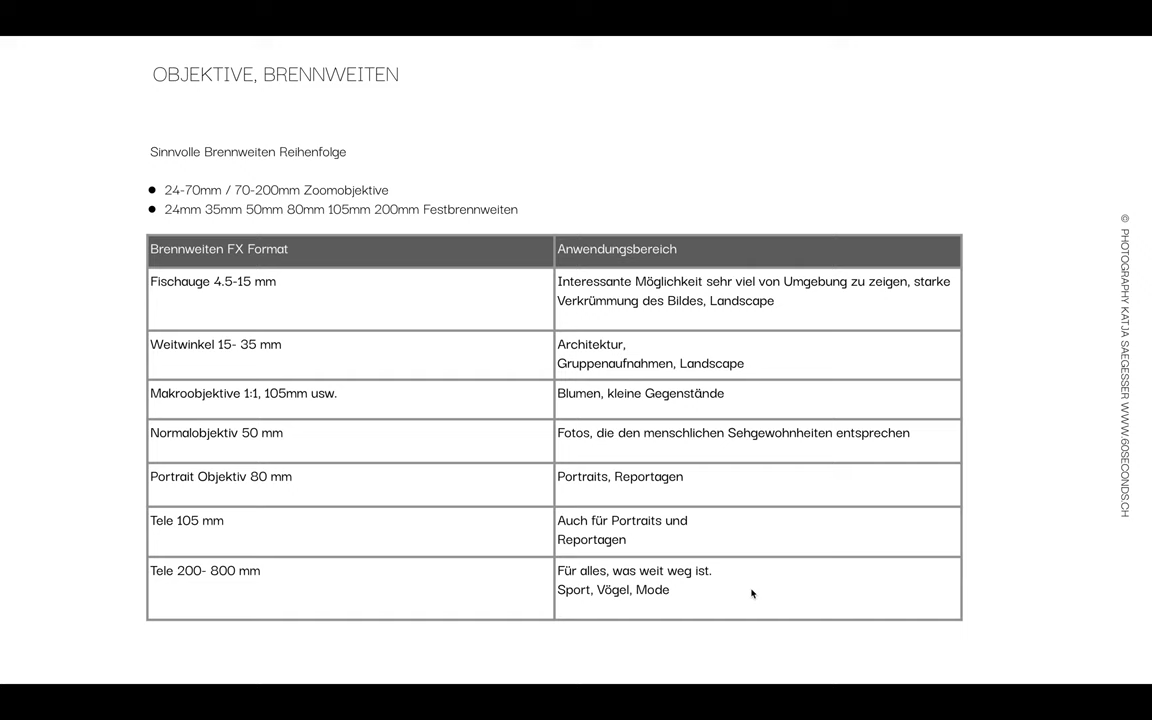 OBJEKTIVE, BRENNWEITEN
Sinnvolle Brennweiten Reihenfolge
● 24-70mm / 70-200mm Zoomobjektive
● 24mm 35mm 50mm 80mm 105mm 200mm Festbrennweiten
Brennweiten FX Format
Anwendungsbereich
Fischauge 4.5-15 mm
Interessante Möglichkeit sehr viel von Umgebung zu zeigen, starke
Verkrümmung des Bildes, Landscape
Weitwinkel 15- 35 mm
Architektur,
Gruppenaufnahmen, Landscape
Makroobjektive 1:1, 105mm usw.
Blumen, kleine Gegenstände
Normalobjektiv 50 mm
Fotos, die den menschlichen Sehgewohnheiten entsprechen
Portrait Objektiv 80 mm
Portraits, Reportagen
Tele 105 mm
Auch für Portraits und
Reportagen
Tele 200- 800 mm
Für alles, was weit weg ist.
Sport, Vögel, Mode
© PHOTOGRAPHY KATJA SAEGESSER WWW.60SECONDS.CH